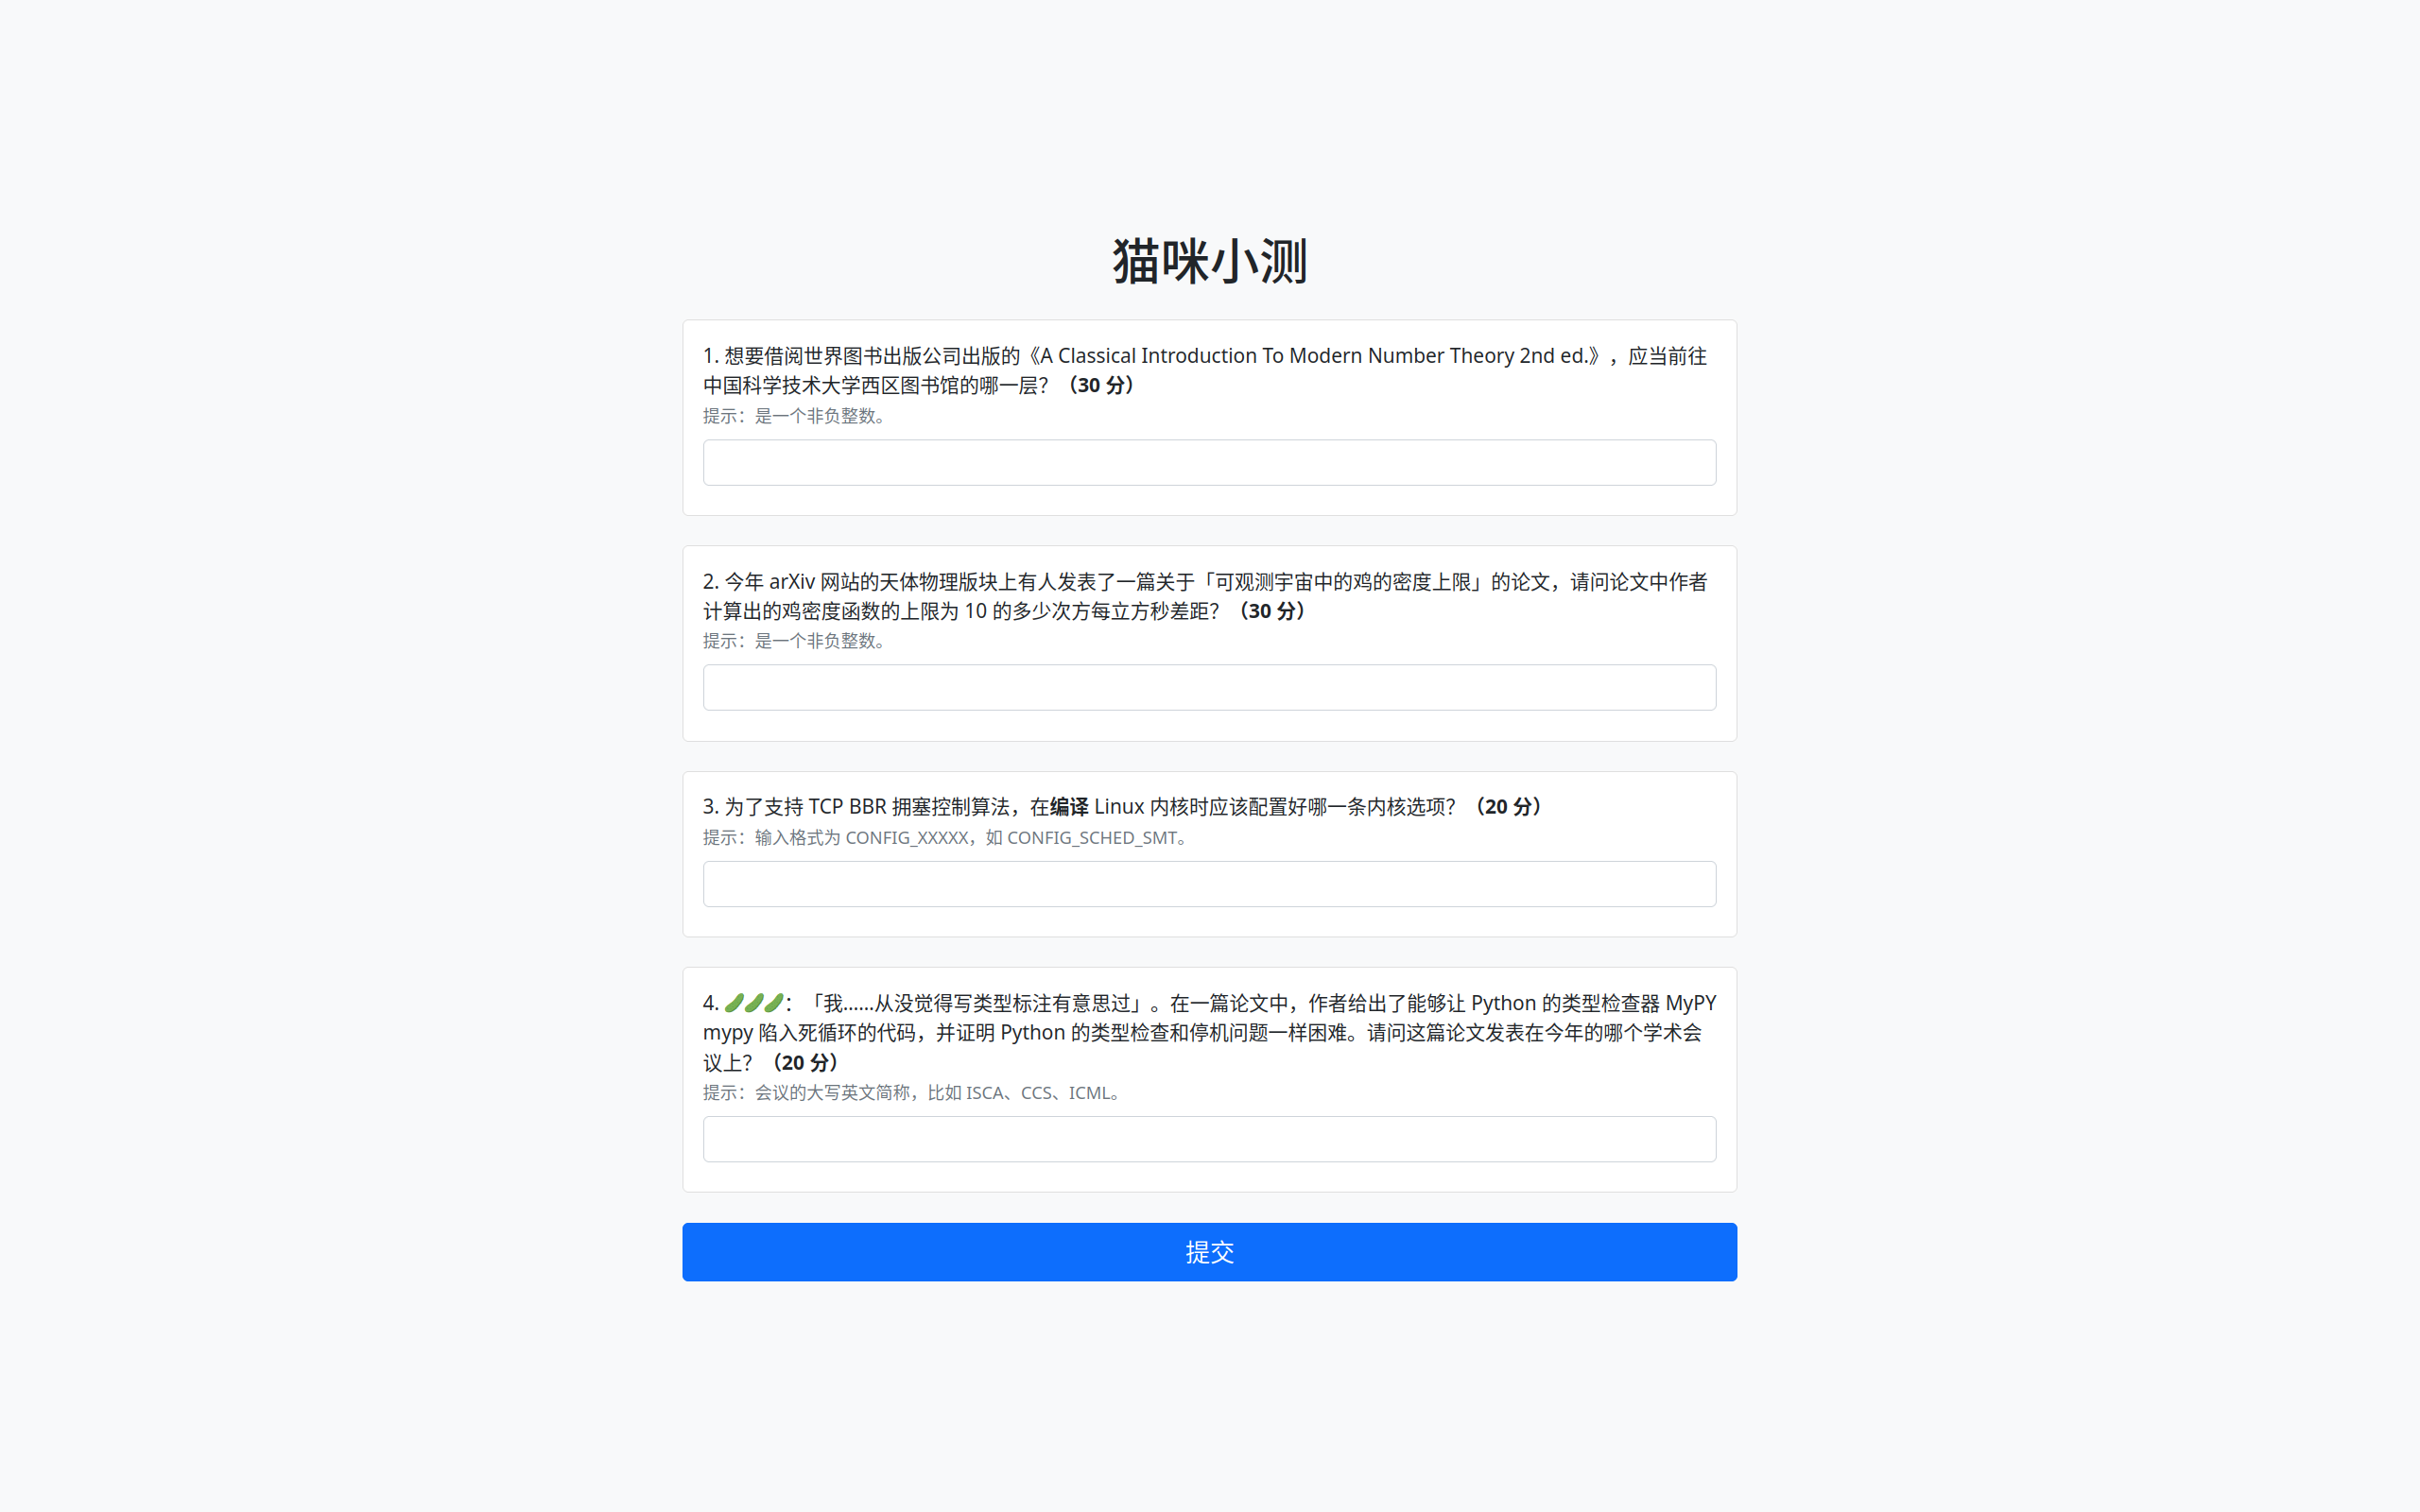 猫咪小测
1. 想要借阅世界图书出版公司出版的《A Classical Introduction To Modern Number Theory 2nd ed.》，应当前往
中国科学技术大学西区图书馆的哪一层？（30 分）
提示：是一个非负整数。
2. 今年 arXiv 网站的天体物理版块上有人发表了一篇关于「可观测宇宙中的鸡的密度上限」的论文，请问论文中作者
计算出的鸡密度函数的上限为 10 的多少次方每立方秒差距？（30 分）
提示：是一个非负整数。
3. 为了支持 TCP BBR 拥塞控制算法，在编译 Linux 内核时应该配置好哪一条内核选项？（20 分）
提示：输入格式为 CONFIG_XXXXX，如 CONFIG_SCHED_SMT。
4. 🥒🥒🥒：「我……从没觉得写类型标注有意思过」。在一篇论文中，作者给出了能够让 Python 的类型检查器 MyPY
mypy 陷入死循环的代码，并证明 Python 的类型检查和停机问题一样困难。请问这篇论文发表在今年的哪个学术会
议上？（20 分）
提示：会议的大写英文简称，比如 ISCA、CCS、ICML。
提交